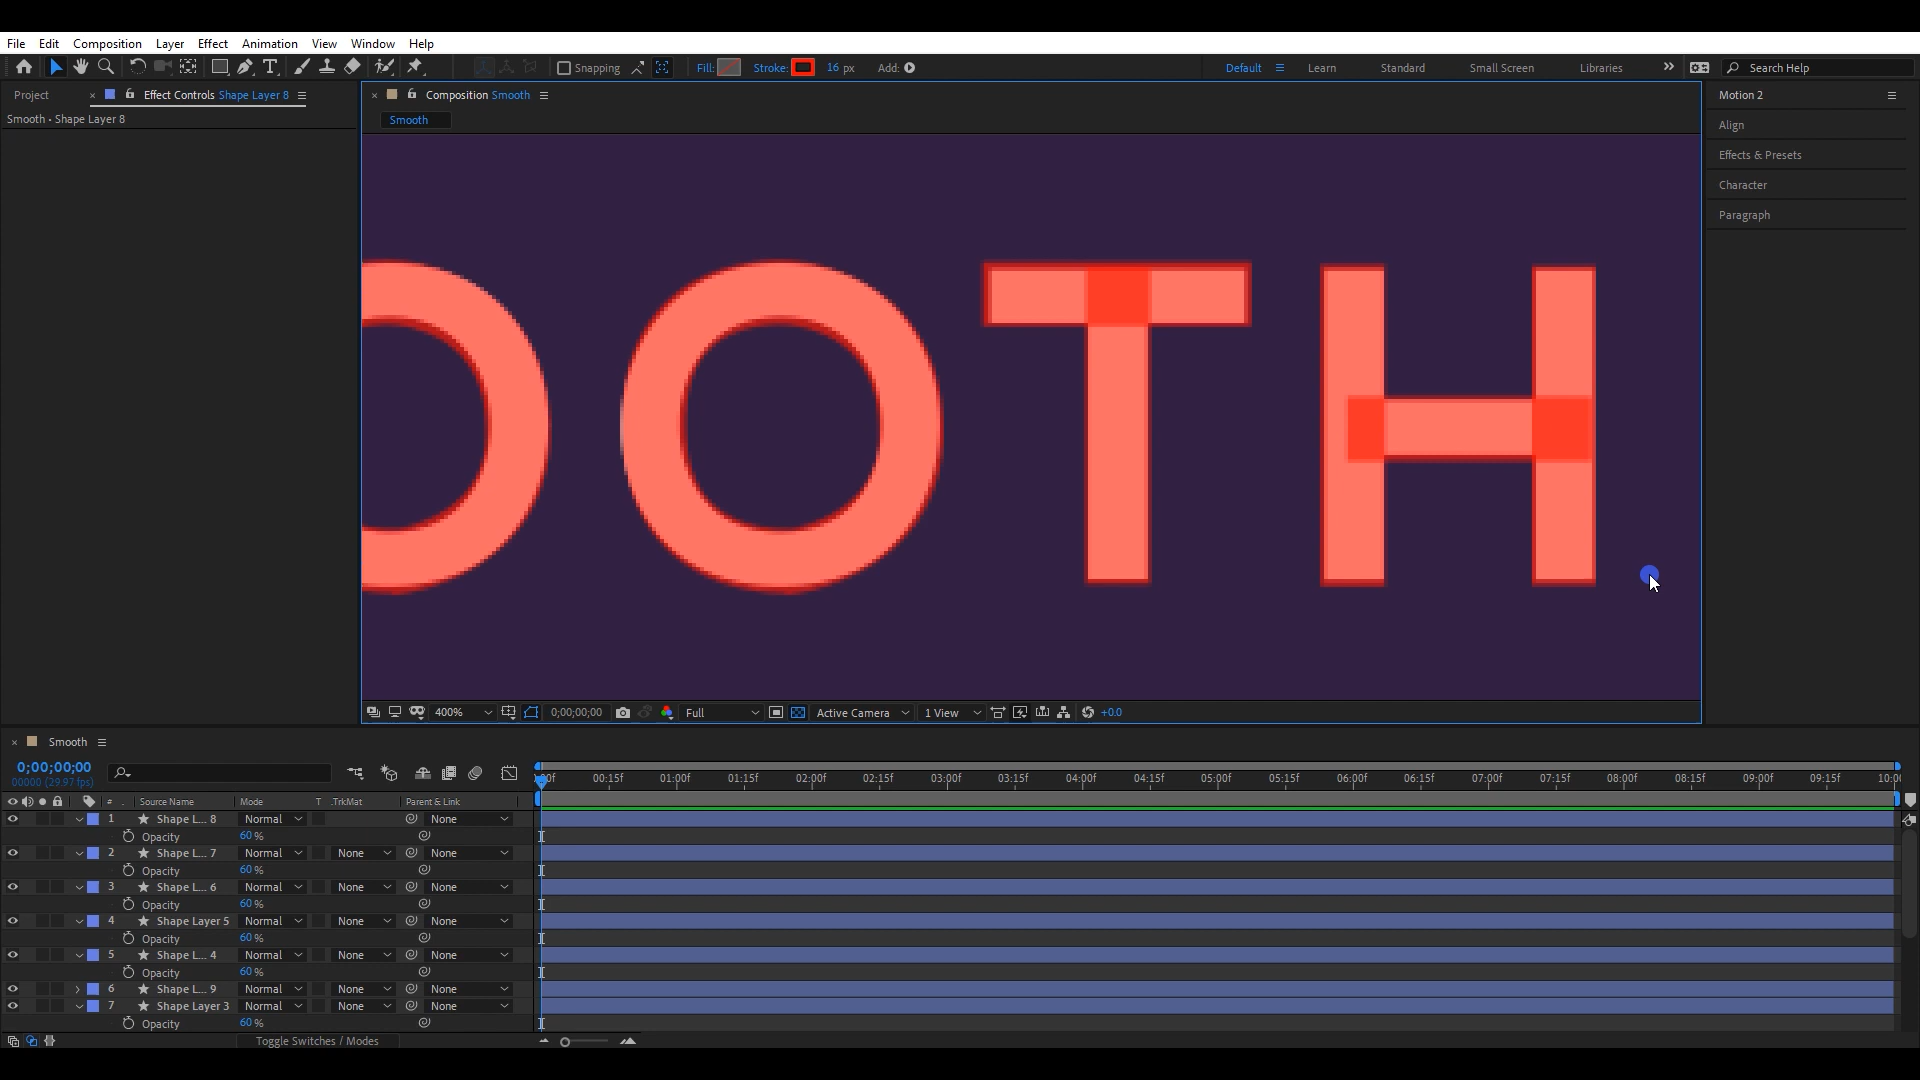 File Edit Composition Layer Effect Animation View Window Help
Snapping Fill: Stroke: 16 px Add: Default Learn Standard Small Screen Libraries Search Help
Project Effect Controls Shape Layer 8
Smooth • Shape Layer 8
Composition Smooth
Smooth
Motion 2
Align
Effects & Presets
Character
Paragraph
OOTH
400% 0;00;00;00 Full Active Camera 1 View +0.0
Smooth
0;00;00;00
00000 (29.97 fps)
00:15f 01:00f 01:15f 02:00f 02:15f 03:00f 03:15f 04:00f 04:15f 05:00f 05:15f 06:00f 06:15f 07:00f 07:15f 08:00f 08:15f 09:00f 09:15f
# Source Name Mode T .TrkMat Parent & Link
1 Shape L... 8 Normal None
Opacity 60 %
2 Shape L... 7 Normal None None
Opacity 60 %
3 Shape L... 6 Normal None None
Opacity 60 %
4 Shape Layer 5 Normal None None
Opacity 60 %
5 Shape L... 4 Normal None None
Opacity 60 %
6 Shape L... 9 Normal None None
7 Shape Layer 3 Normal None None
Opacity 60 %
Toggle Switches / Modes